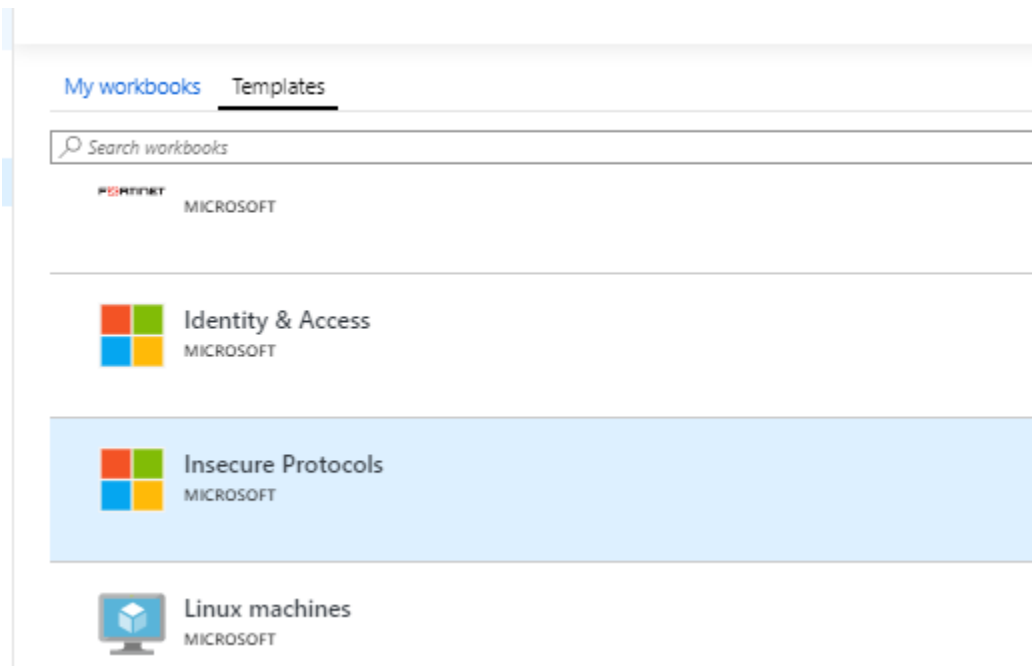 My workbooks Templates
Search workbooks
FORTINET
MICROSOFT
Identity & Access
MICROSOFT
Insecure Protocols
MICROSOFT
Linux machines
MICROSOFT